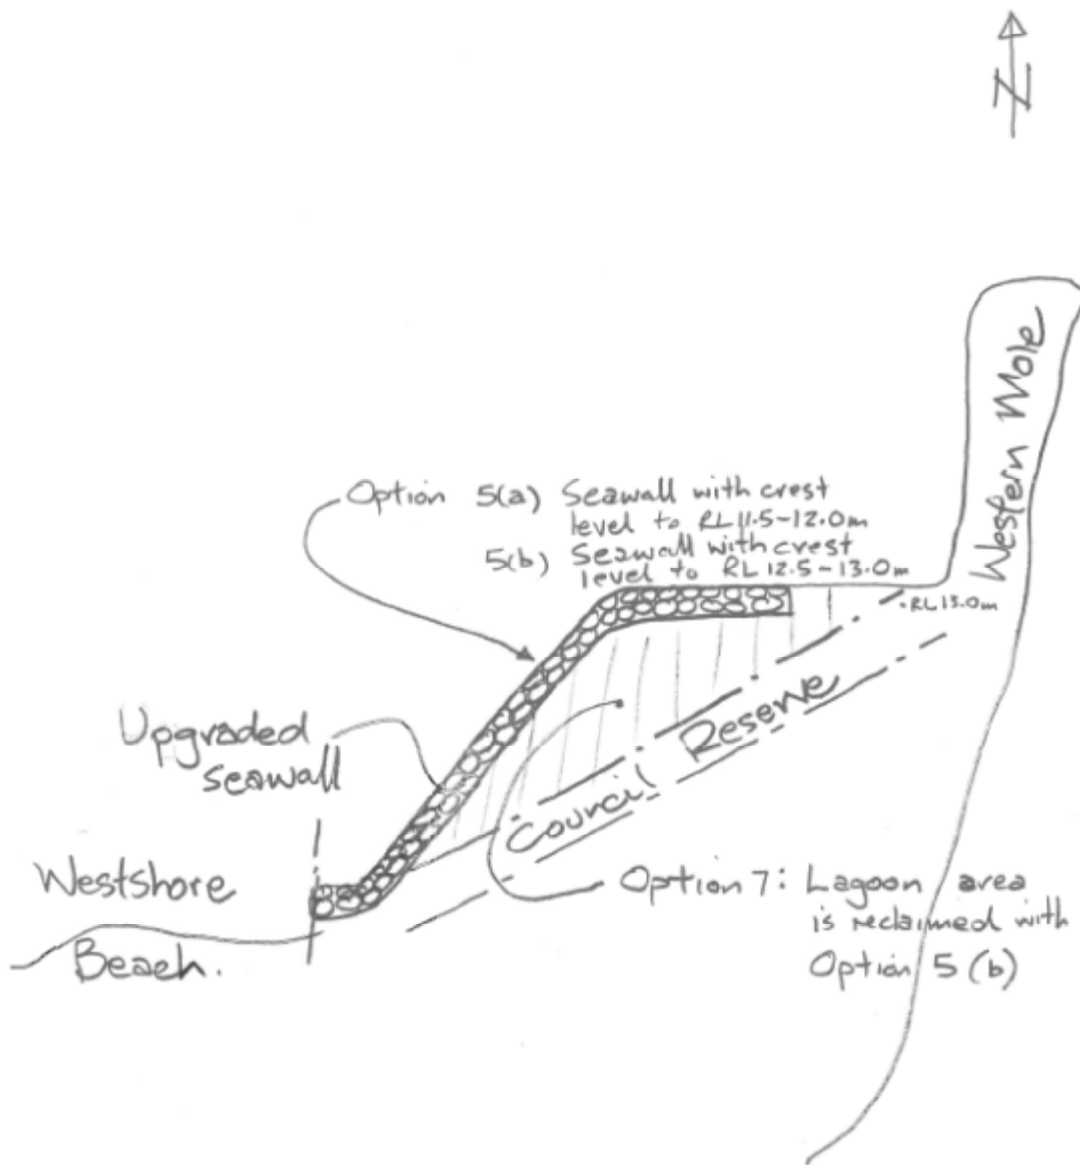 N
Western Mole
Option 5(a) Seawall with crest
level to RL11.5-12.0m
5(b) Seawall with crest
level to RL 12.5-13.0m
.RL13.0m
Upgraded
seawall
Council Reserve
Westshore
Beach.
Option 7: Lagoon area
is reclaimed with
Option 5(b)